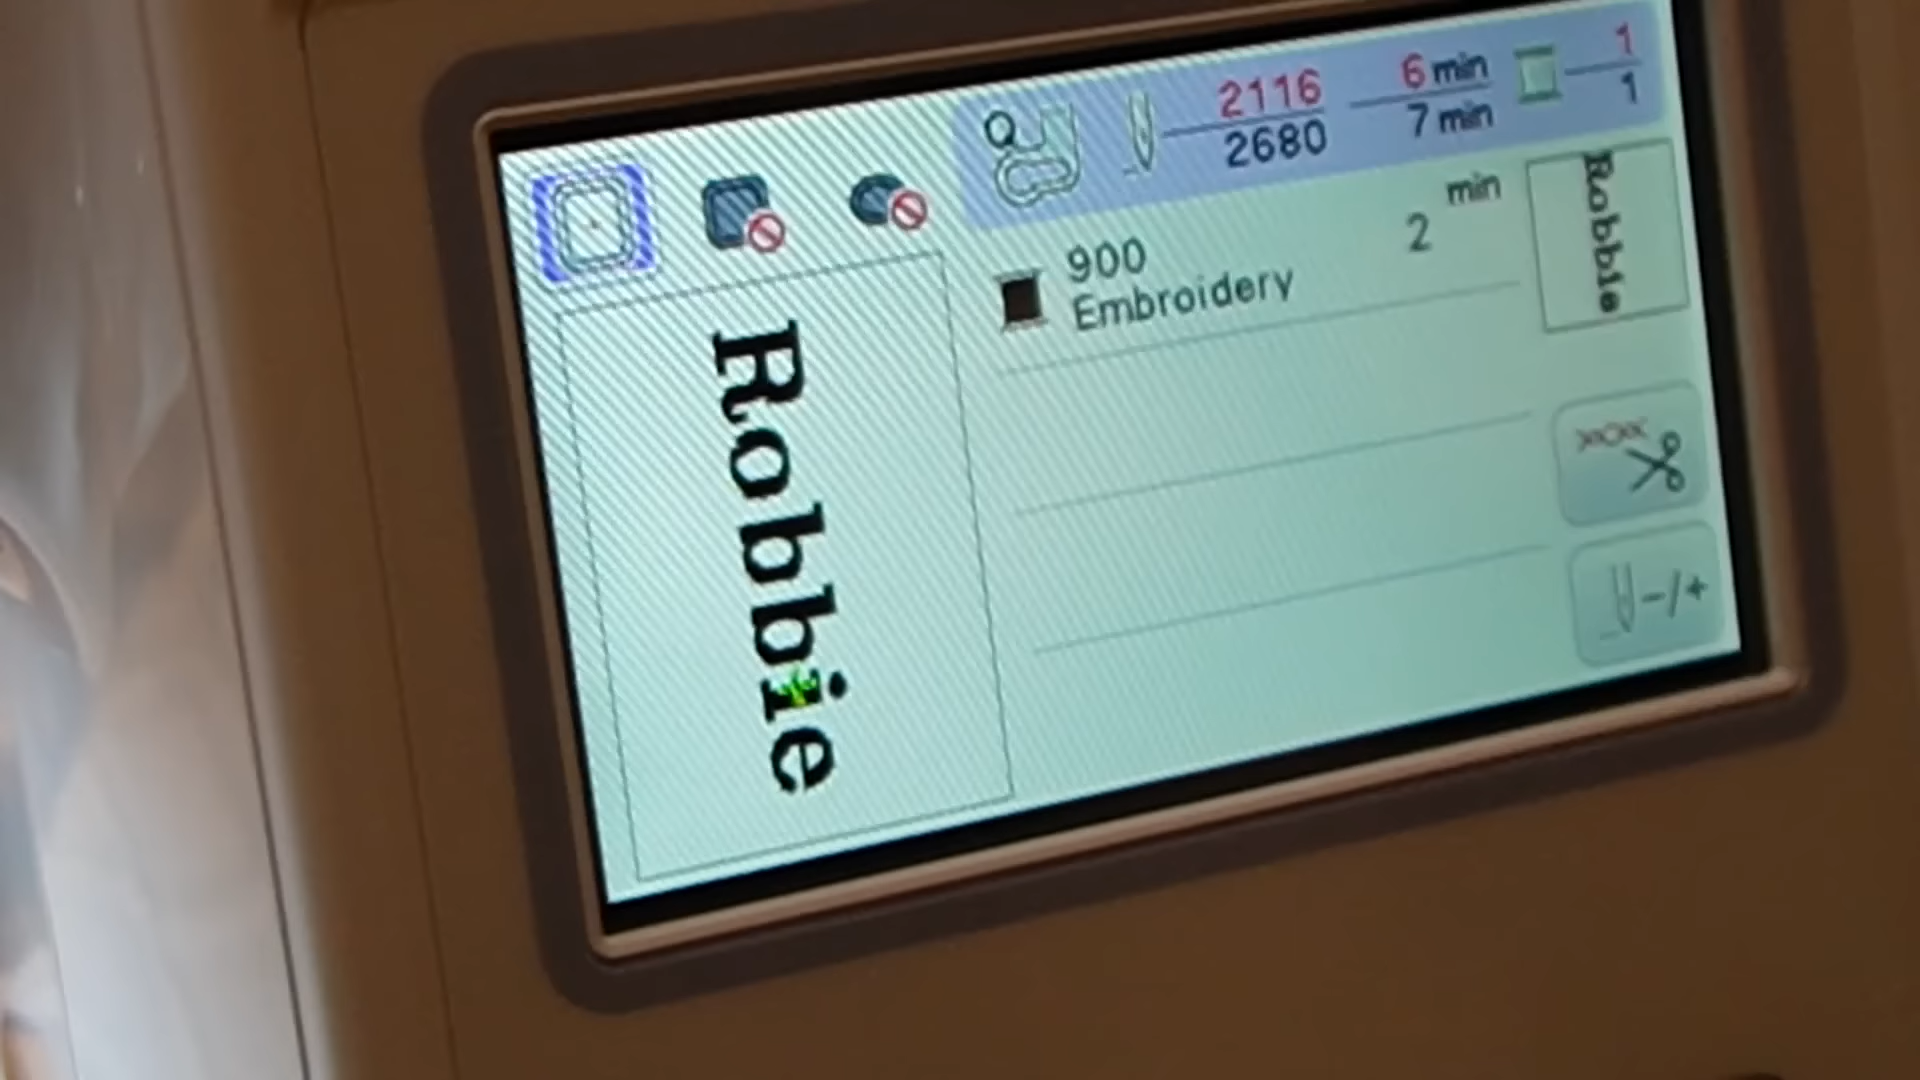 2116
2680
6 min
7 min
1
1
900
Embroidery
2 min
Robbie
Robbie
-/+